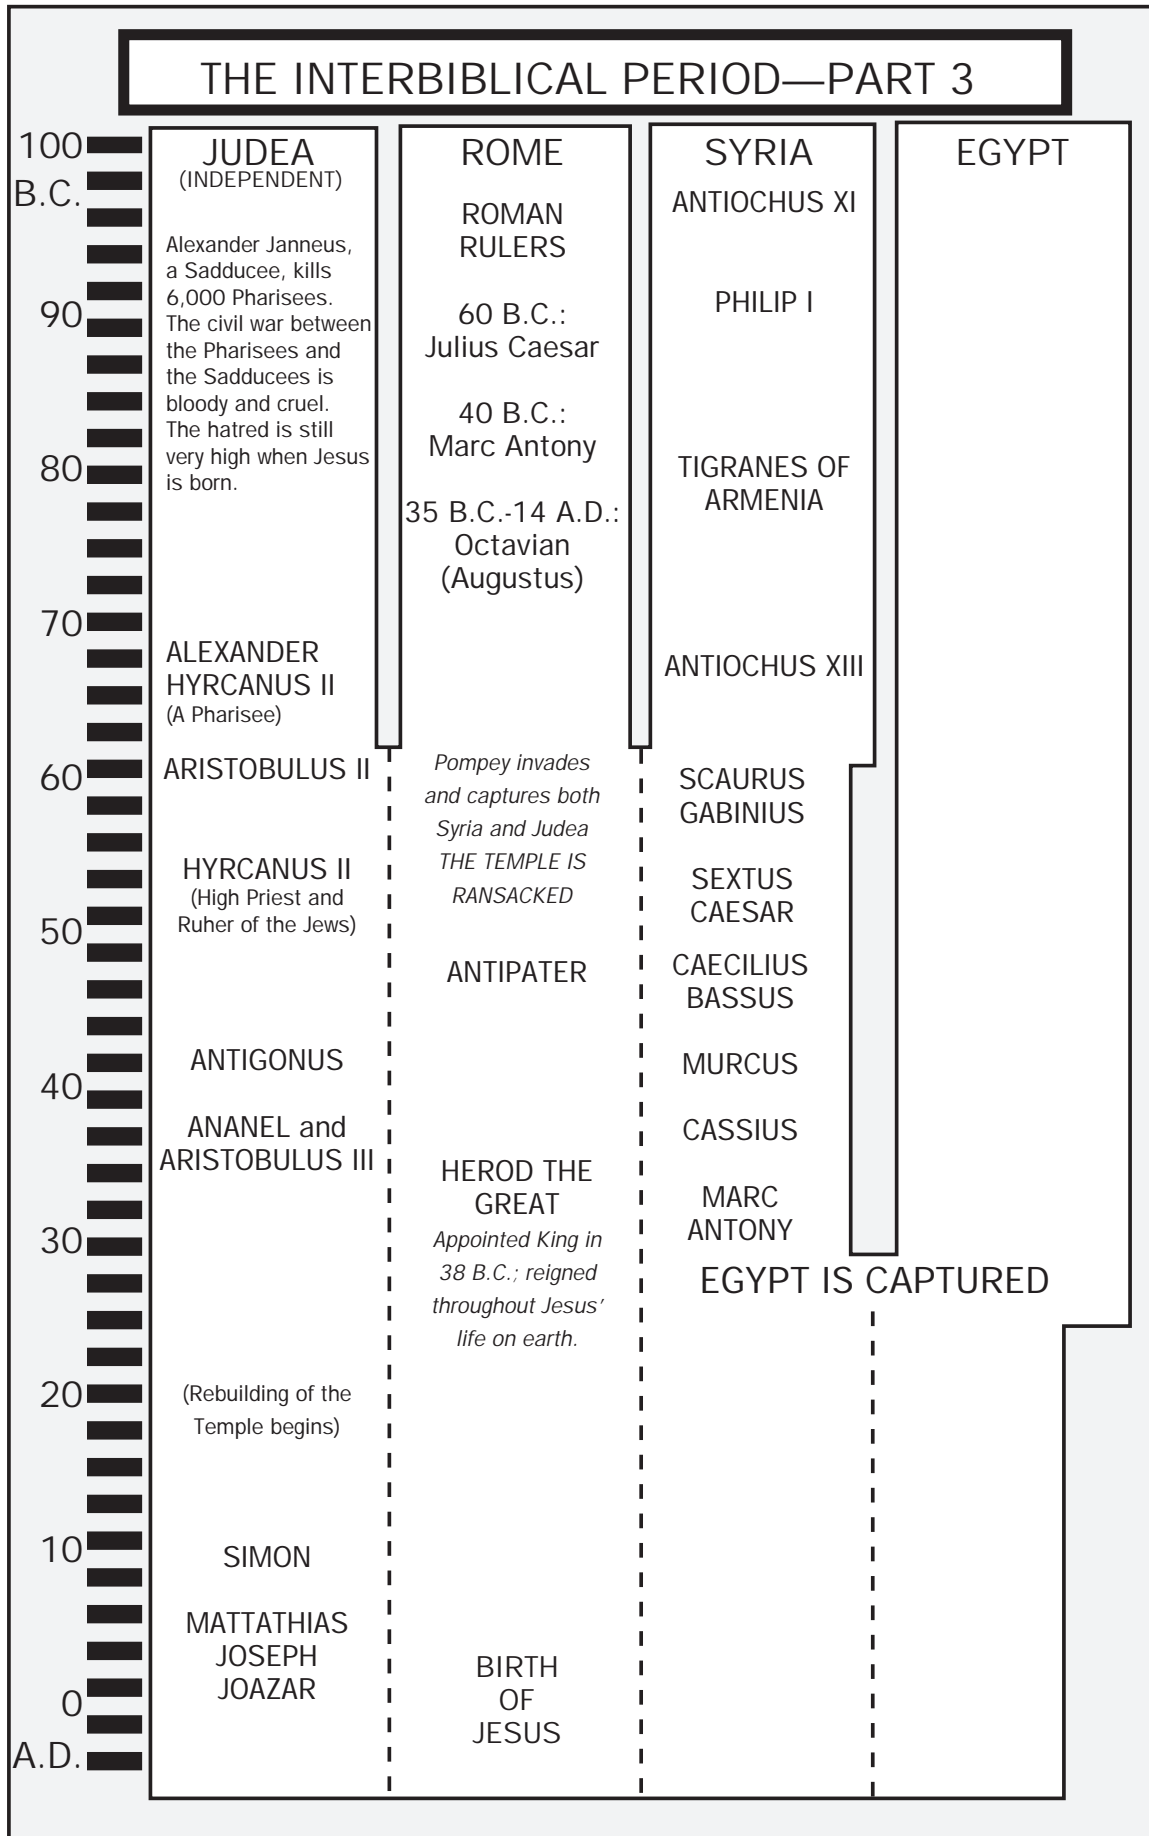 THE INTERBIBLICAL PERIOD—PART 3
100
B.C.
90
80
70
60
50
40
30
20
10
0
A.D.
JUDEA
(INDEPENDENT)
Alexander Janneus,
a Sadducee, kills
6,000 Pharisees.
The civil war between
the Pharisees and
the Sadducees is
bloody and cruel.
The hatred is still
very high when Jesus
is born.
ALEXANDER
HYRCANUS II
(A Pharisee)
ARISTOBULUS II
HYRCANUS II
(High Priest and
Ruher of the Jews)
ANTIGONUS
ANANEL and
ARISTOBULUS III
(Rebuilding of the
Temple begins)
SIMON
MATTATHIAS
JOSEPH
JOAZAR
ROME
ROMAN
RULERS
60 B.C.:
Julius Caesar
40 B.C.:
Marc Antony
35 B.C.-14 A.D.:
Octavian
(Augustus)
Pompey invades
and captures both
Syria and Judea
THE TEMPLE IS
RANSACKED
ANTIPATER
HEROD THE
GREAT
Appointed King in
38 B.C.; reigned
throughout Jesus’
life on earth.
BIRTH
OF
JESUS
SYRIA
ANTIOCHUS XI
PHILIP I
TIGRANES OF
ARMENIA
ANTIOCHUS XIII
SCAURUS
GABINIUS
SEXTUS
CAESAR
CAECILIUS
BASSUS
MURCUS
CASSIUS
MARC
ANTONY
EGYPT
EGYPT IS CAPTURED